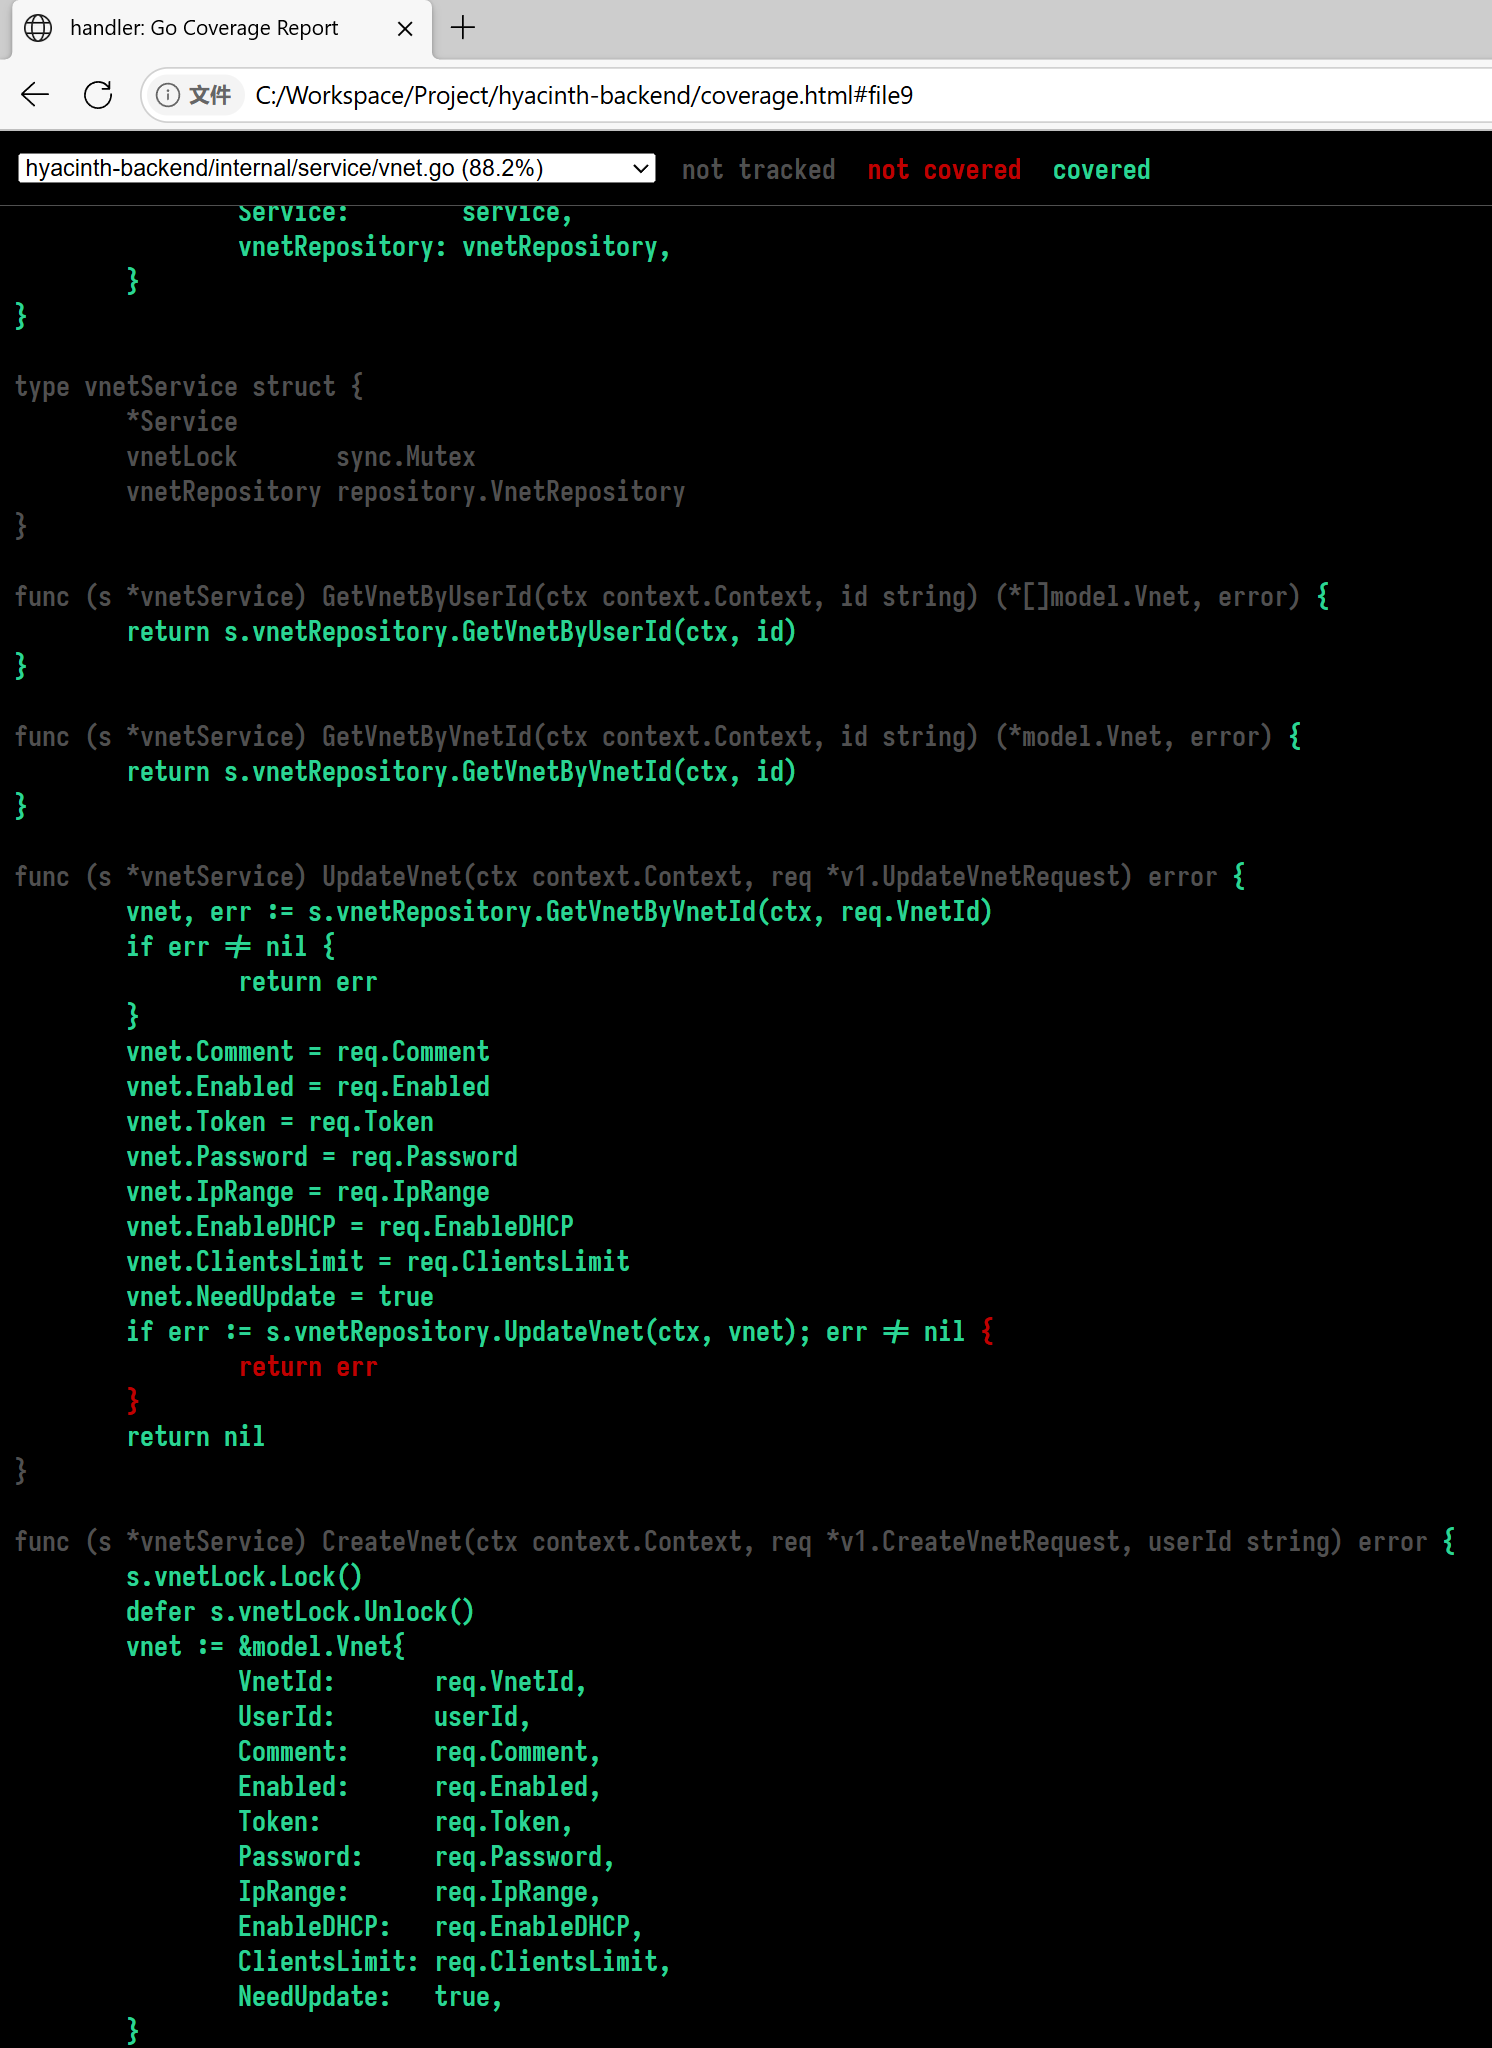 handler: Go Coverage Report
文件 C:/Workspace/Project/hyacinth-backend/coverage.html#file9
hyacinth-backend/internal/service/vnet.go (88.2%) not tracked not covered covered
                Service:        service,
                vnetRepository: vnetRepository,
        }
}

type vnetService struct {
        *Service
        vnetLock       sync.Mutex
        vnetRepository repository.VnetRepository
}

func (s *vnetService) GetVnetByUserId(ctx context.Context, id string) (*[]model.Vnet, error) {
        return s.vnetRepository.GetVnetByUserId(ctx, id)
}

func (s *vnetService) GetVnetByVnetId(ctx context.Context, id string) (*model.Vnet, error) {
        return s.vnetRepository.GetVnetByVnetId(ctx, id)
}

func (s *vnetService) UpdateVnet(ctx context.Context, req *v1.UpdateVnetRequest) error {
        vnet, err := s.vnetRepository.GetVnetByVnetId(ctx, req.VnetId)
        if err != nil {
                return err
        }
        vnet.Comment = req.Comment
        vnet.Enabled = req.Enabled
        vnet.Token = req.Token
        vnet.Password = req.Password
        vnet.IpRange = req.IpRange
        vnet.EnableDHCP = req.EnableDHCP
        vnet.ClientsLimit = req.ClientsLimit
        vnet.NeedUpdate = true
        if err := s.vnetRepository.UpdateVnet(ctx, vnet); err != nil {
                return err
        }
        return nil
}

func (s *vnetService) CreateVnet(ctx context.Context, req *v1.CreateVnetRequest, userId string) error {
        s.vnetLock.Lock()
        defer s.vnetLock.Unlock()
        vnet := &model.Vnet{
                VnetId:       req.VnetId,
                UserId:       userId,
                Comment:      req.Comment,
                Enabled:      req.Enabled,
                Token:        req.Token,
                Password:     req.Password,
                IpRange:      req.IpRange,
                EnableDHCP:   req.EnableDHCP,
                ClientsLimit: req.ClientsLimit,
                NeedUpdate:   true,
        }